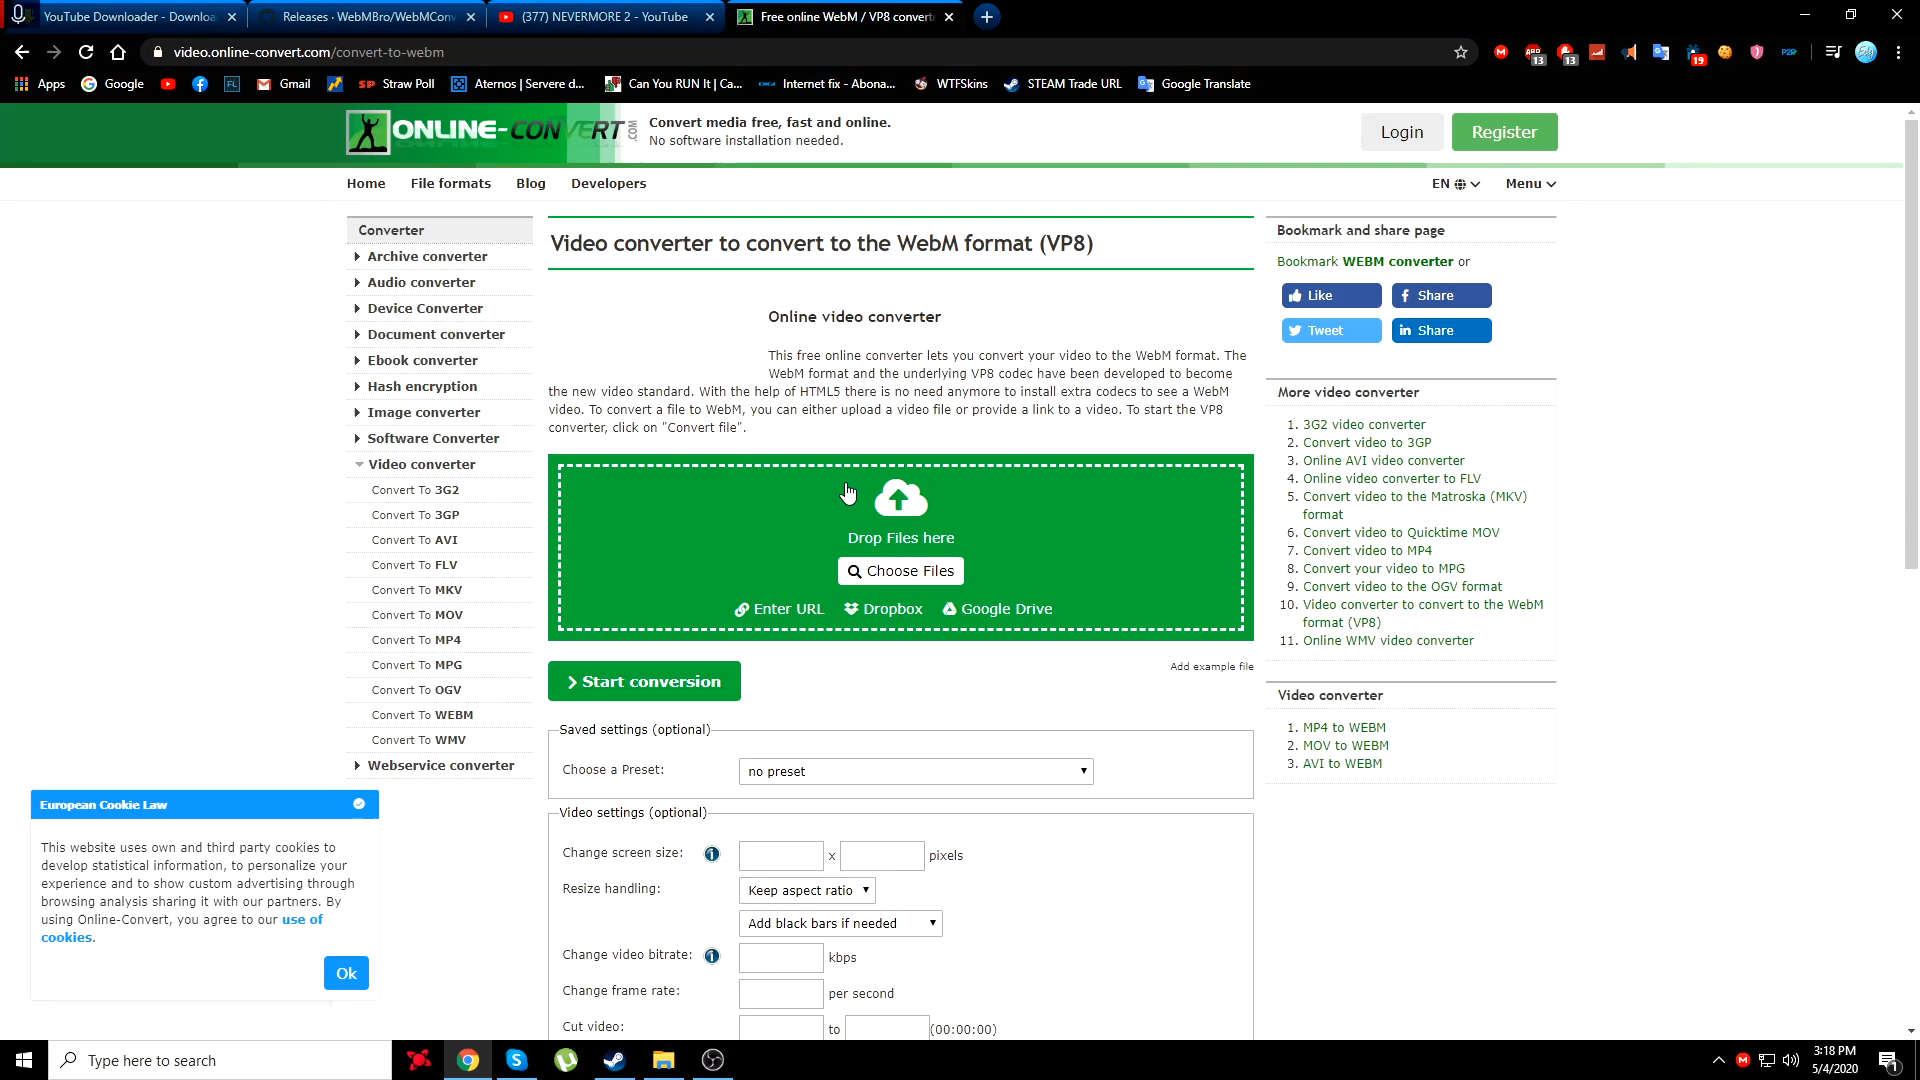 YouTube Downloader - Downloa
Releases · WebMBro/WebMConv
(377) NEVERMORE 2 - YouTube
Free online WebM / VP8 convert
video.online-convert.com/convert-to-webm
13
13
19
P2P
Apps
Google
FL
Gmail
SP Straw Poll
Aternos | Servere d...
Can You RUN It | Ca...
Internet fix - Abona...
WTFSkins
STEAM Trade URL
Google Translate
ONLINE-CONVERT.COM
Convert media free, fast and online.
No software installation needed.
Login
Register
Home
File formats
Blog
Developers
EN
Menu
Converter
Archive converter
Audio converter
Device Converter
Document converter
Ebook converter
Hash encryption
Image converter
Software Converter
Video converter
Convert To 3G2
Convert To 3GP
Convert To AVI
Convert To FLV
Convert To MKV
Convert To MOV
Convert To MP4
Convert To MPG
Convert To OGV
Convert To WEBM
Convert To WMV
Webservice converter
Video converter to convert to the WebM format (VP8)
Online video converter
This free online converter lets you convert your video to the WebM format. The
WebM format and the underlying VP8 codec have been developed to become
the new video standard. With the help of HTML5 there is no need anymore to install extra codecs to see a WebM
video. To convert a file to WebM, you can either upload a video file or provide a link to a video. To start the VP8
converter, click on "Convert file".
Drop Files here
Choose Files
Enter URL
Dropbox
Google Drive
Start conversion
Add example file
Saved settings (optional)
Choose a Preset:
no preset
Video settings (optional)
Change screen size:
x
pixels
Resize handling:
Keep aspect ratio
Add black bars if needed
Change video bitrate:
kbps
Change frame rate:
per second
Cut video:
to
(00:00:00)
Bookmark and share page
Bookmark WEBM converter or
Like
Share
Tweet
Share
More video converter
1. 3G2 video converter
2. Convert video to 3GP
3. Online AVI video converter
4. Online video converter to FLV
5. Convert video to the Matroska (MKV)
format
6. Convert video to Quicktime MOV
7. Convert video to MP4
8. Convert your video to MPG
9. Convert video to the OGV format
10. Video converter to convert to the WebM
format (VP8)
11. Online WMV video converter
Video converter
1. MP4 to WEBM
2. MOV to WEBM
3. AVI to WEBM
European Cookie Law
This website uses own and third party cookies to
develop statistical information, to personalize your
experience and to show custom advertising through
browsing analysis sharing it with our partners. By
using Online-Convert, you agree to our use of
cookies.
Ok
Type here to search
3:18 PM
5/4/2020
1